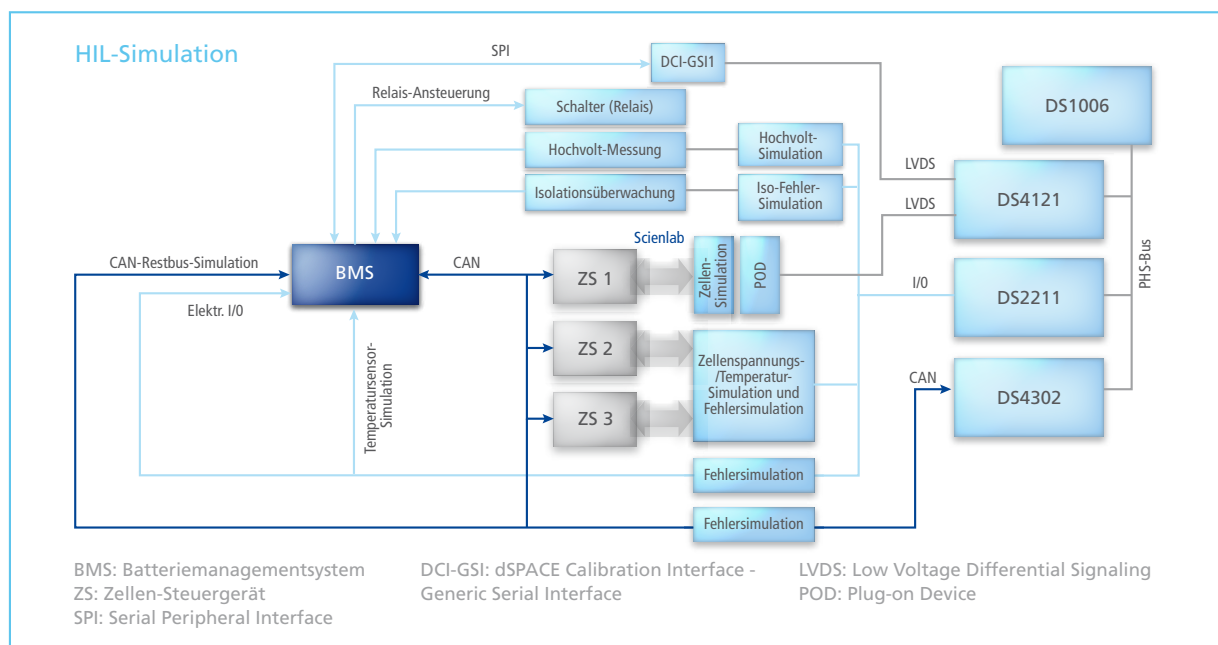 HIL-Simulation
SPI
DCI-GSI1
Relais-Ansteuerung
Schalter (Relais)
DS1006
Hochvolt-Messung
Hochvolt-
Simulation
LVDS
Isolationsüberwachung
Iso-Fehler-
Simulation
DS4121
LVDS
Scienlab
CAN-Restbus-Simulation
BMS
CAN
ZS 1
Zellen-
Simulation
POD
PHS-Bus
I/0
DS2211
Elektr. I/0
ZS 2
Zellenspannungs-
/Temperatur-
Simulation und
Fehlersimulation
Temperatursensor-
Simulation
CAN
DS4302
ZS 3
Fehlersimulation
Fehlersimulation
BMS: Batteriemanagementsystem
ZS: Zellen-Steuergerät
SPI: Serial Peripheral Interface
DCI-GSI: dSPACE Calibration Interface -
Generic Serial Interface
LVDS: Low Voltage Differential Signaling
POD: Plug-on Device